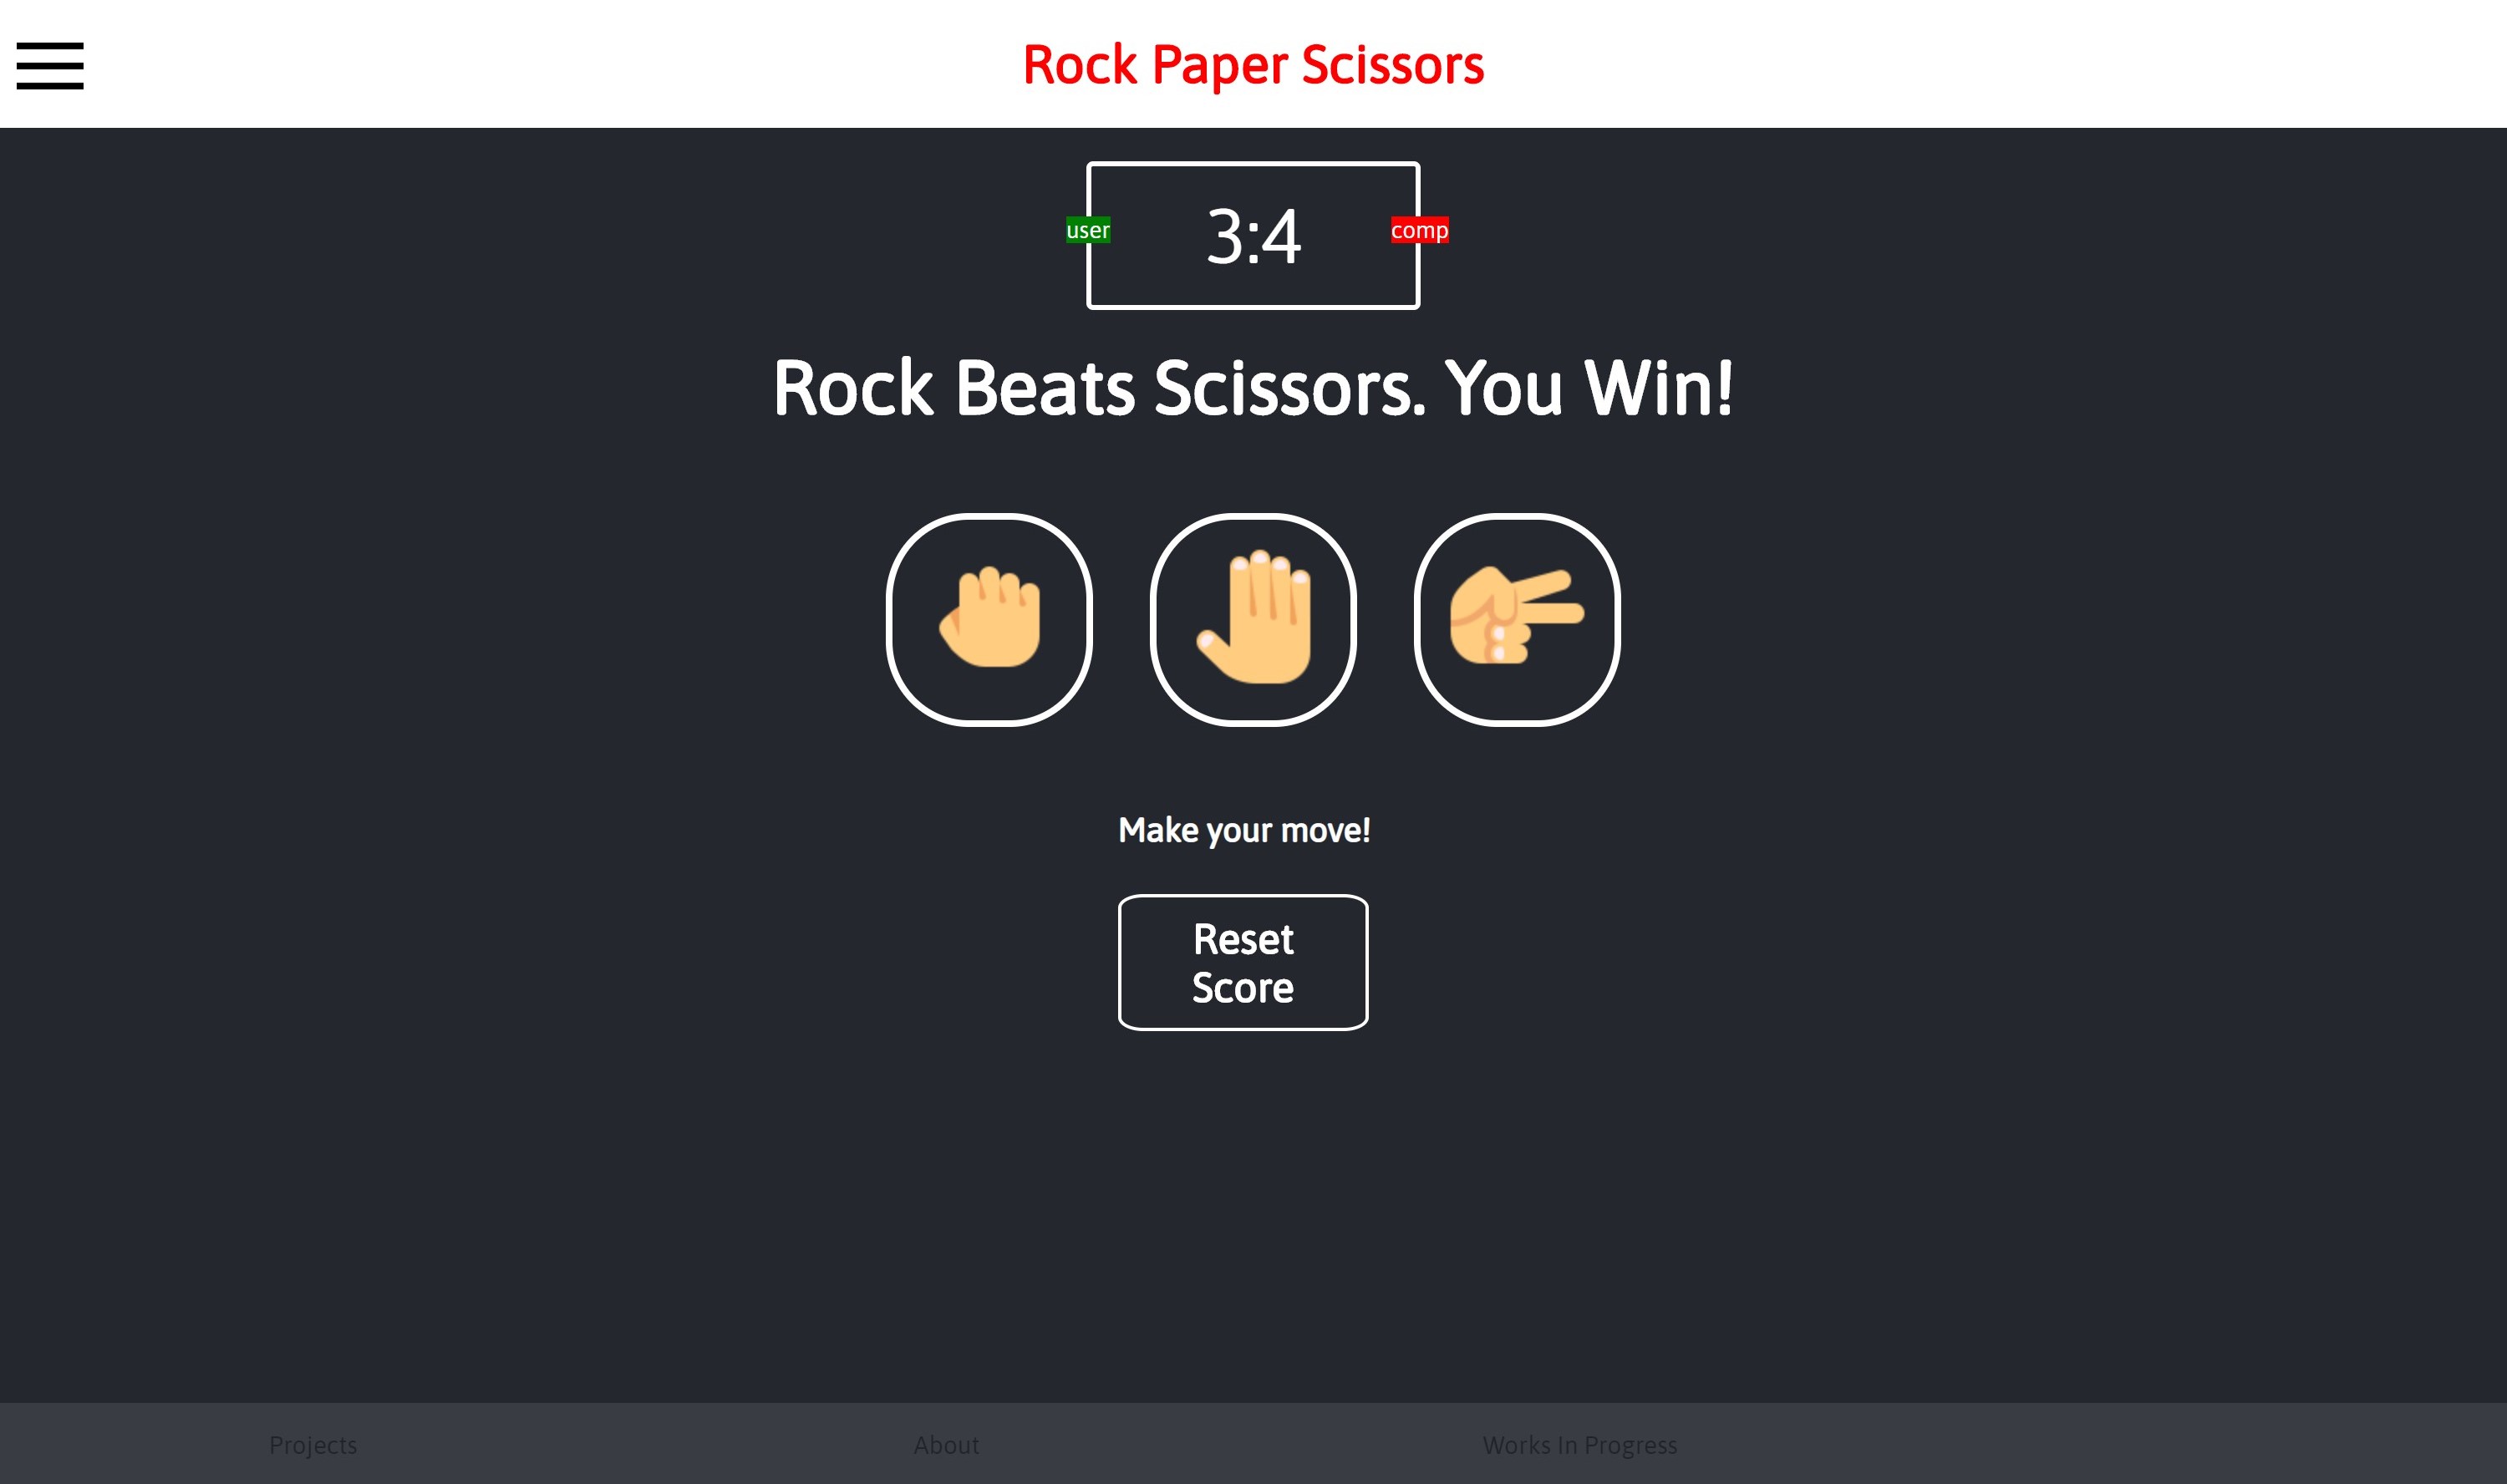 Rock Paper Scissors
user 3:4 comp
Rock Beats Scissors. You Win!
Make your move!
Reset
Score
Projects About Works In Progress